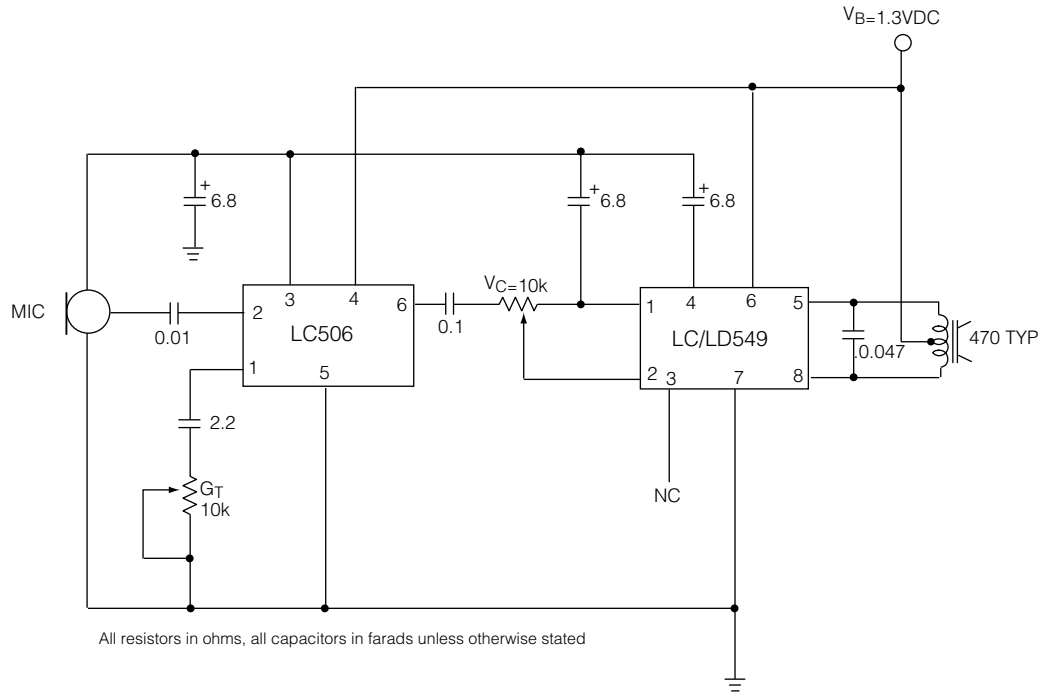 VB=1.3VDC
+
6.8
+
6.8
+
6.8
MIC
0.01
2
3
4
6
LC506
1
5
0.1
VC=10k
1
4
6
5
LC/LD549
2
3
7
8
.0.047
470 TYP
2.2
GT
10k
NC
All resistors in ohms, all capacitors in farads unless otherwise stated